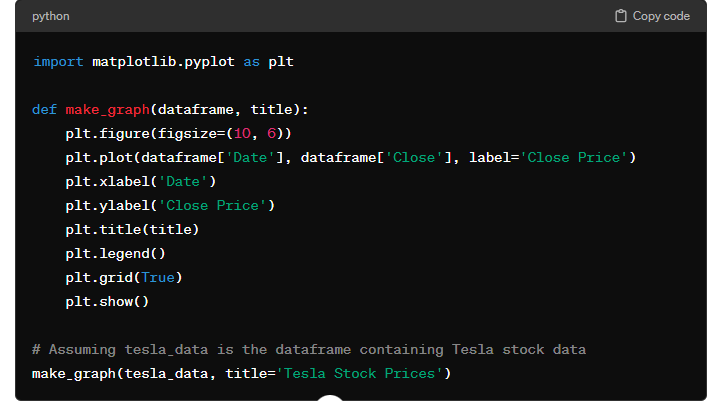 python
Copy code
import matplotlib.pyplot as plt
def make_graph(dataframe, title):
    plt.figure(figsize=(10, 6))
    plt.plot(dataframe['Date'], dataframe['Close'], label='Close Price')
    plt.xlabel('Date')
    plt.ylabel('Close Price')
    plt.title(title)
    plt.legend()
    plt.grid(True)
    plt.show()
# Assuming tesla_data is the dataframe containing Tesla stock data
make_graph(tesla_data, title='Tesla Stock Prices')